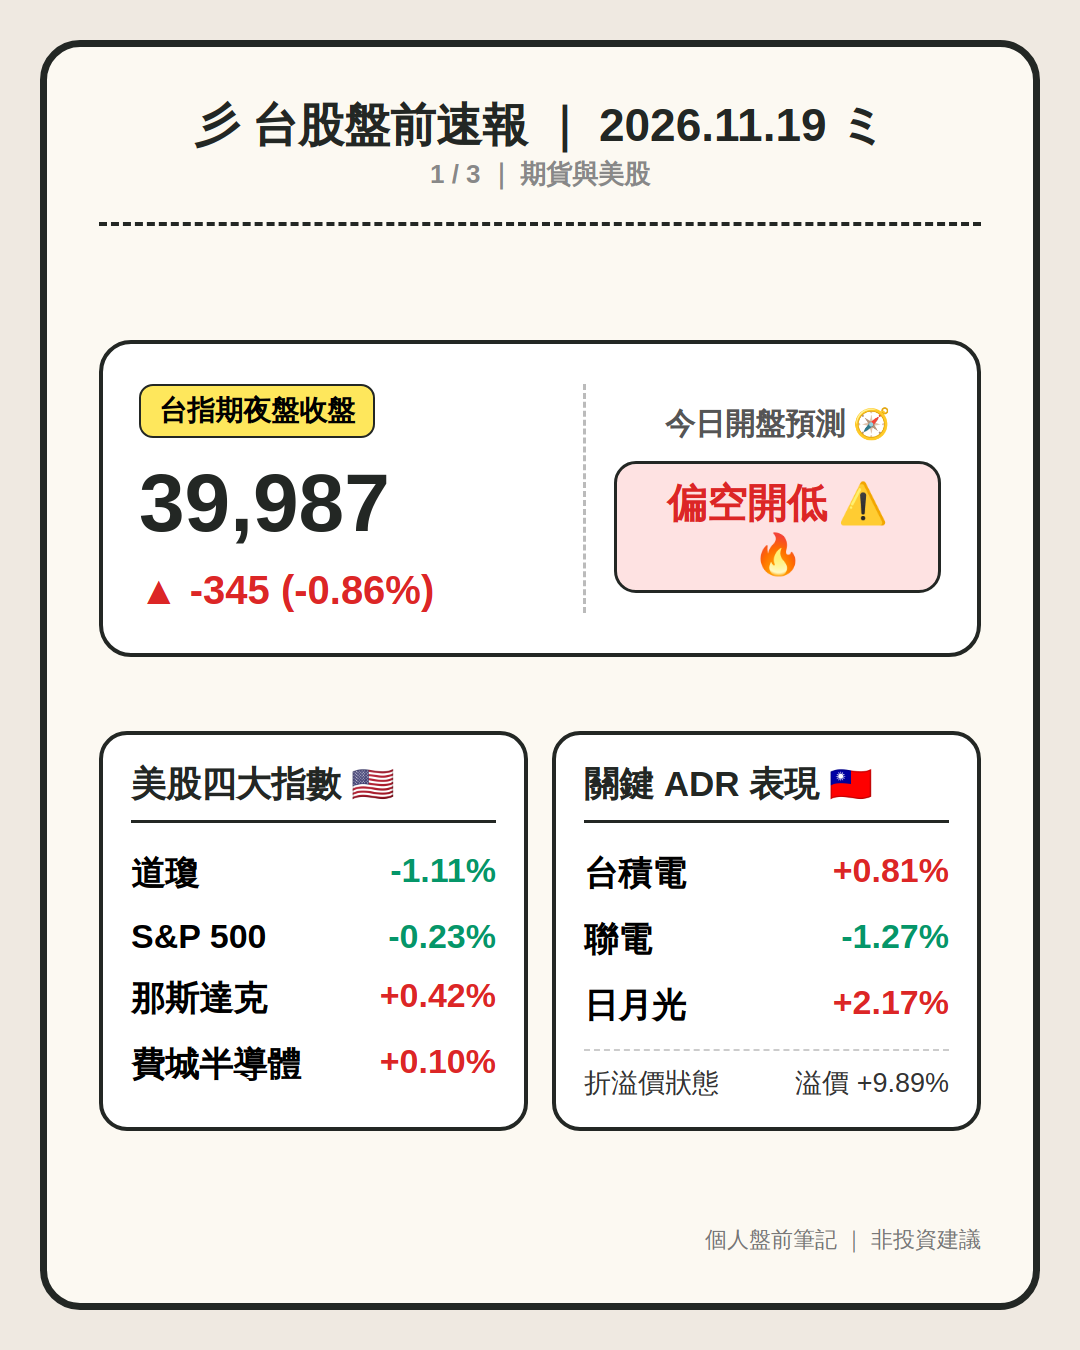 彡 台股盤前速報 ｜ 2026.11.19 ミ
1 / 3 ｜ 期貨與美股
台指期夜盤收盤
39,987
▲ -345 (-0.86%)
今日開盤預測 🧭
偏空開低 ⚠️
🔥
美股四大指數 🇺🇸
道瓊 -1.11%
S&P 500 -0.23%
那斯達克 +0.42%
費城半導體 +0.10%
關鍵 ADR 表現 🇹🇼
台積電 +0.81%
聯電 -1.27%
日月光 +2.17%
折溢價狀態 溢價 +9.89%
個人盤前筆記 ｜ 非投資建議